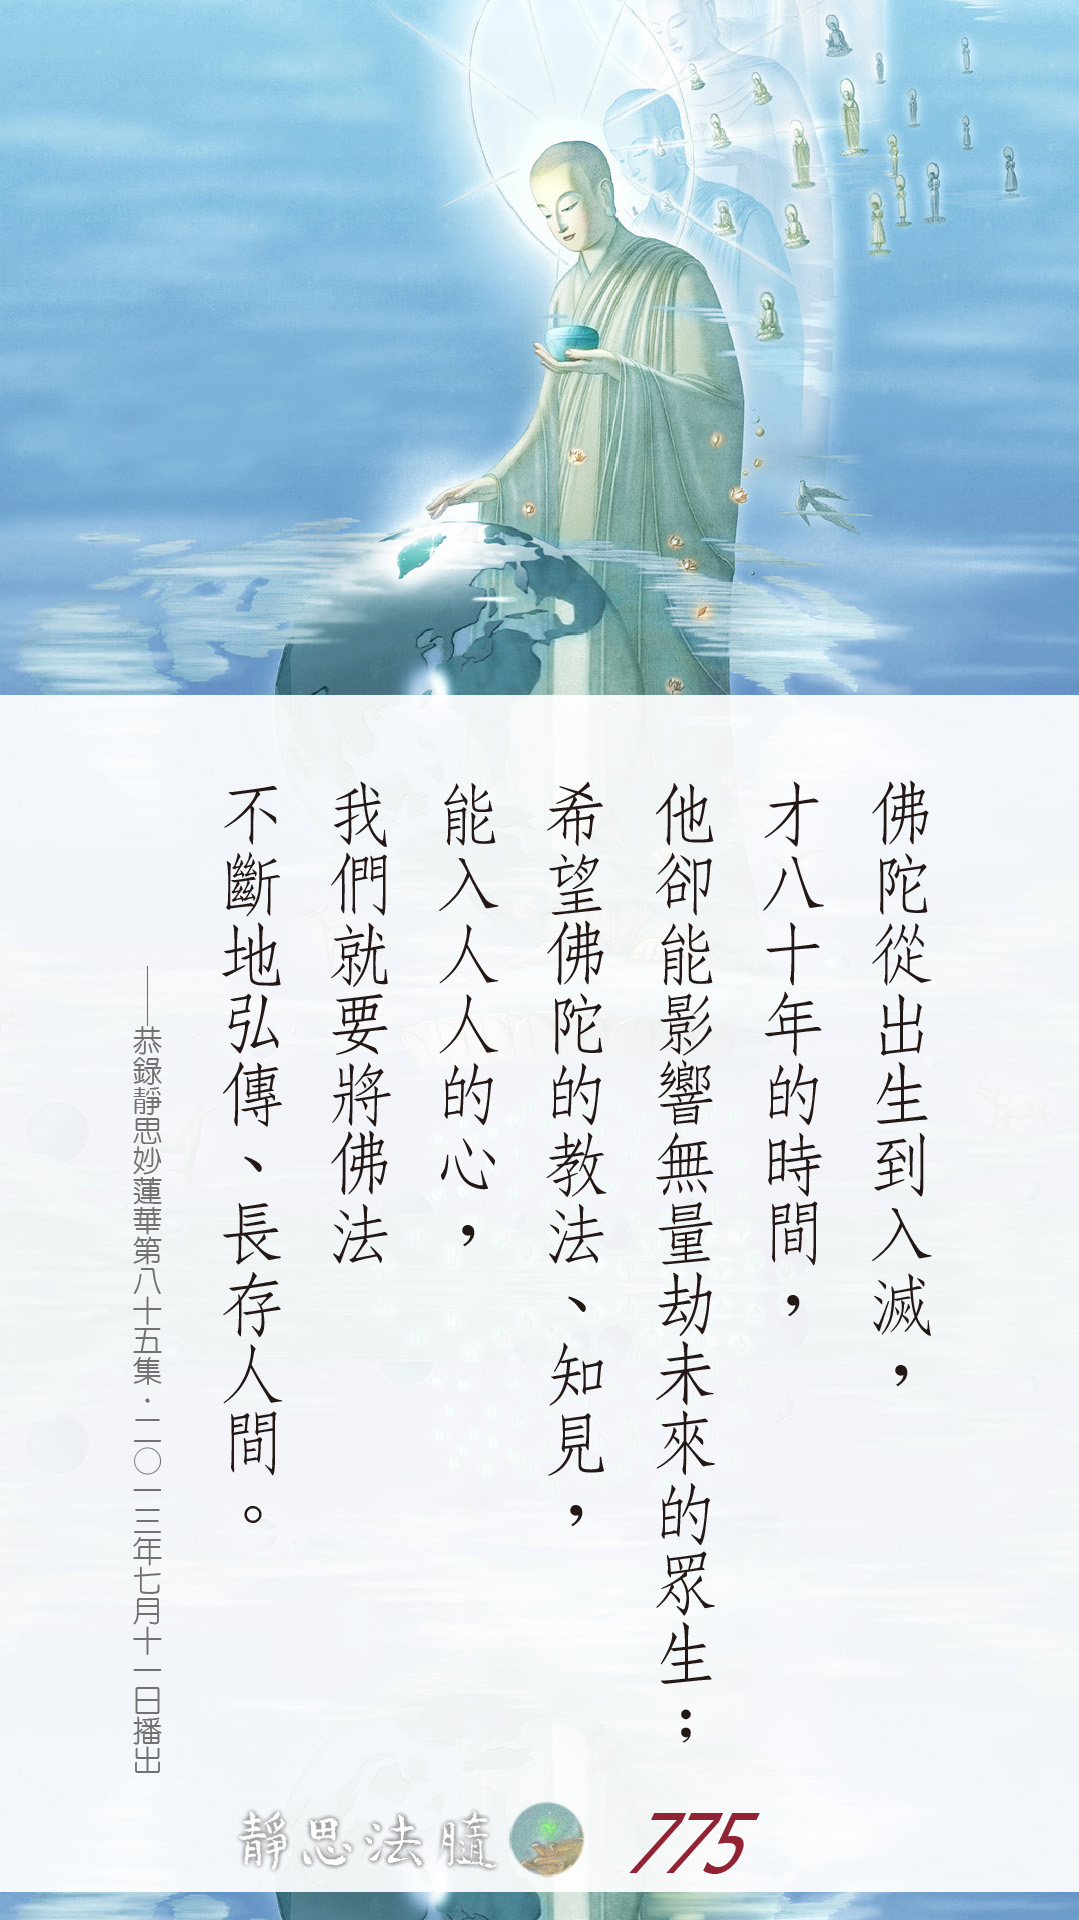 佛陀從出生到入滅，
才八十年的時間，
他卻能影響無量劫未來的眾生；
希望佛陀的教法、知見，
能入人人的心，
我們就要將佛法
不斷地弘傳、長存人間。
——恭錄靜思妙蓮華第八十五集．二〇一三年七月十一日播出
靜思法髓 775